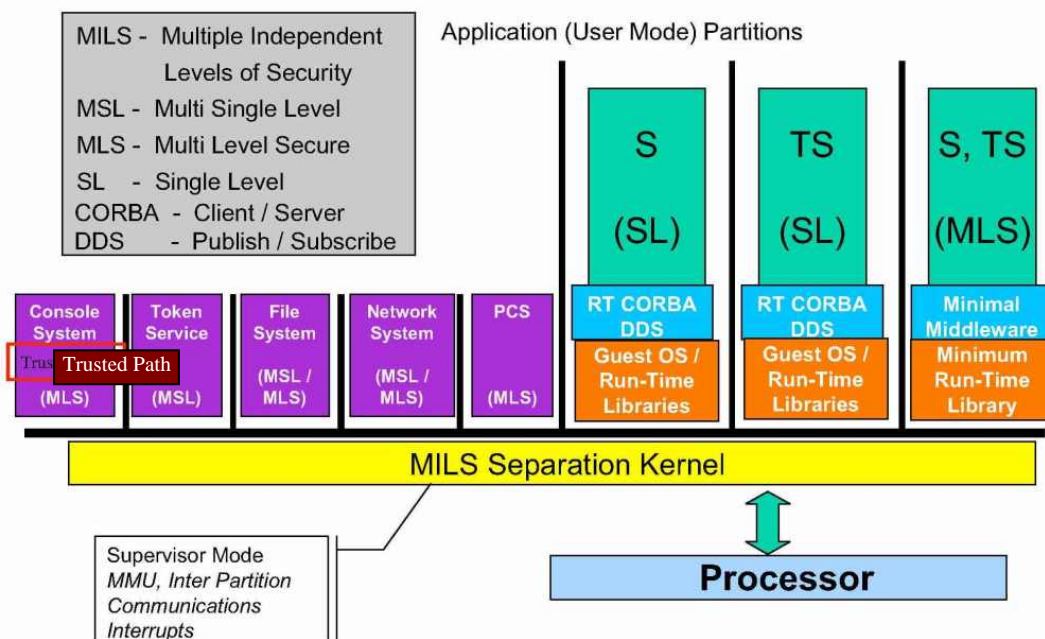 MILS - Multiple Independent
Levels of Security
MSL - Multi Single Level
MLS - Multi Level Secure
SL - Single Level
CORBA - Client / Server
DDS - Publish / Subscribe
Application (User Mode) Partitions
S
(SL)
TS
(SL)
S, TS
(MLS)
Console
System
Trusted Path
(MLS)
Token
Service
(MSL)
File
System
(MSL /
MLS)
Network
System
(MSL /
MLS)
PCS
(MLS)
RT CORBA
DDS
Guest OS /
Run-Time
Libraries
RT CORBA
DDS
Guest OS /
Run-Time
Libraries
Minimal
Middleware
Minimum
Run-Time
Library
MILS Separation Kernel
Supervisor Mode
MMU, Inter Partition
Communications
Interrupts
Processor